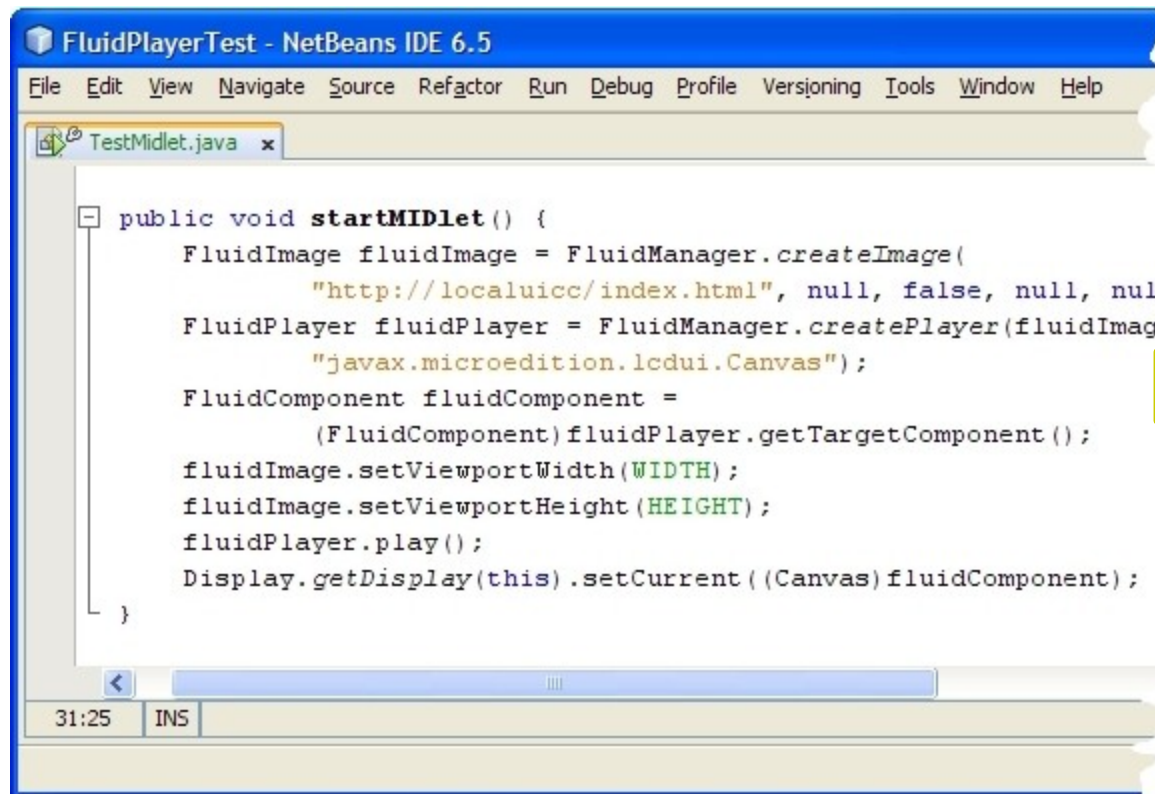 FluidPlayerTest - NetBeans IDE 6.5
File Edit View Navigate Source Refactor Run Debug Profile Versioning Tools Window Help
TestMidlet.java x
public void startMIDlet() {
FluidImage fluidImage = FluidManager.createImage(
"http://localuicc/index.html", null, false, null, nul
FluidPlayer fluidPlayer = FluidManager.createPlayer(fluidImag
"javax.microedition.lcdui.Canvas");
FluidComponent fluidComponent =
(FluidComponent)fluidPlayer.getTargetComponent();
fluidImage.setViewportWidth(WIDTH);
fluidImage.setViewportHeight(HEIGHT);
fluidPlayer.play();
Display.getDisplay(this).setCurrent((Canvas)fluidComponent);
}
31:25 INS